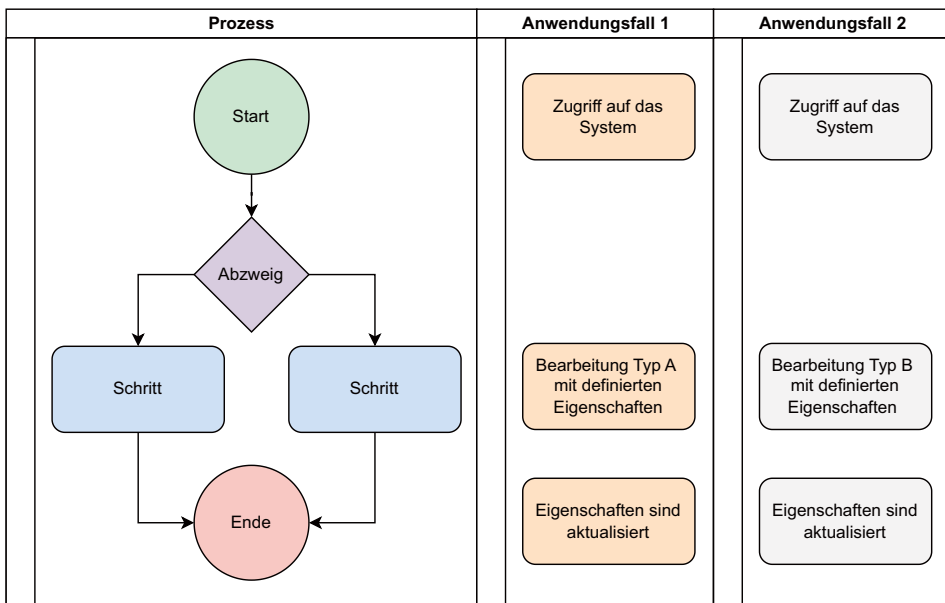 Prozess
Anwendungsfall 1
Anwendungsfall 2
Start
Zugriff auf das
System
Zugriff auf das
System
Abzweig
Schritt
Schritt
Bearbeitung Typ A
mit definierten
Eigenschaften
Bearbeitung Typ B
mit definierten
Eigenschaften
Ende
Eigenschaften sind
aktualisiert
Eigenschaften sind
aktualisiert